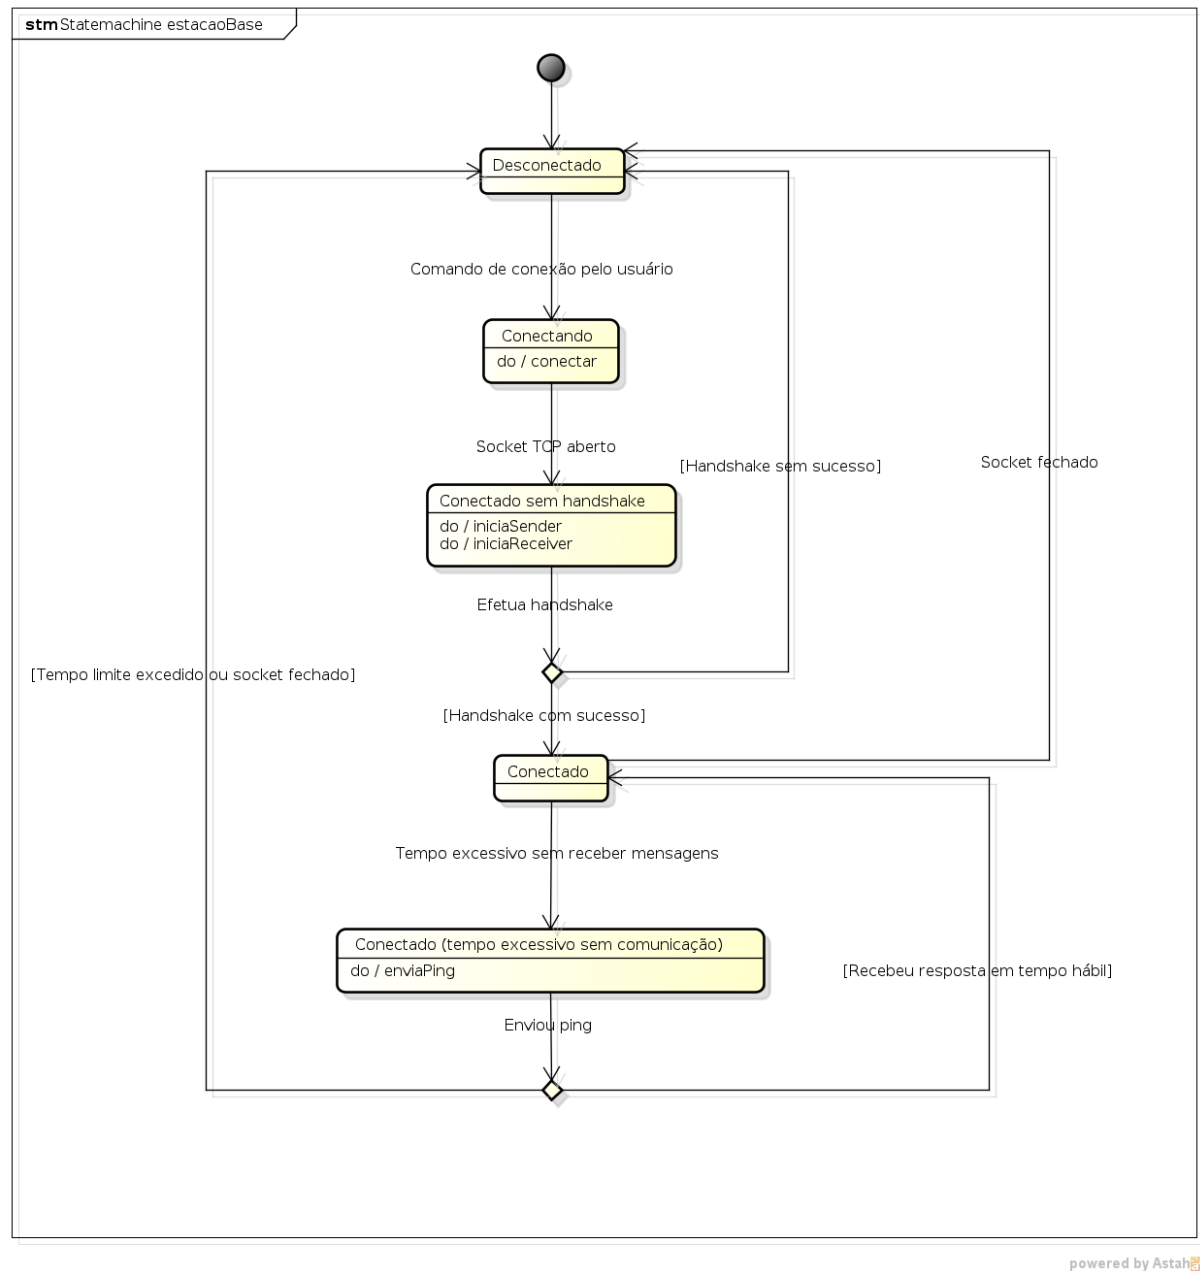 stm Statemachine estacaoBase
Desconectado
Comando de conexão pelo usuário
Conectando
do / conectar
Socket TCP aberto
[Handshake sem sucesso]
Socket fechado
Conectado sem handshake
do / iniciaSender
do / iniciaReceiver
Efetua handshake
[Tempo limite excedido ou socket fechado]
[Handshake com sucesso]
Conectado
Tempo excessivo sem receber mensagens
Conectado (tempo excessivo sem comunicação)
do / enviaPing
[Recebeu resposta em tempo hábil]
Enviou ping
powered by Astah